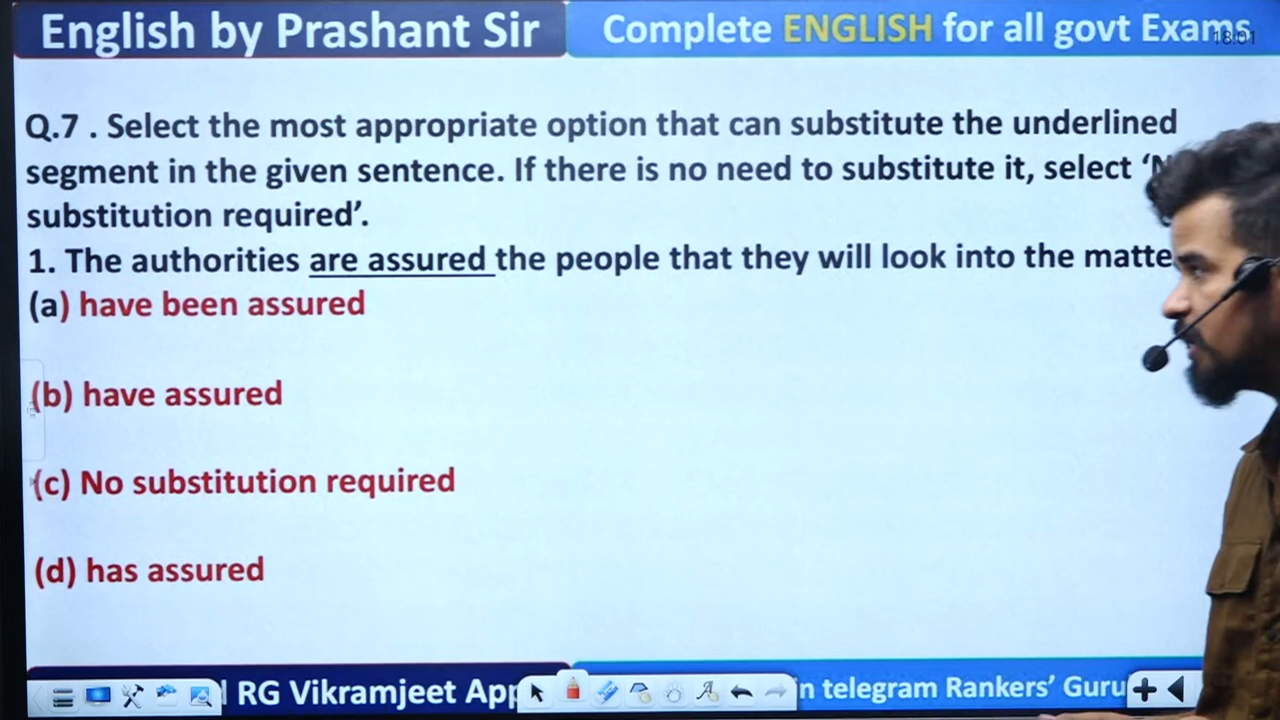 English by Prashant Sir
Complete ENGLISH for all govt Exams
18:01
Q.7 . Select the most appropriate option that can substitute the underlined
segment in the given sentence. If there is no need to substitute it, select
substitution required’.
1. The authorities are assured the people that they will look into the
(a) have been assured
(b) have assured
(c) No substitution required
(d) has assured
RG Vikramjeet App
in telegram Rankers’ Guru